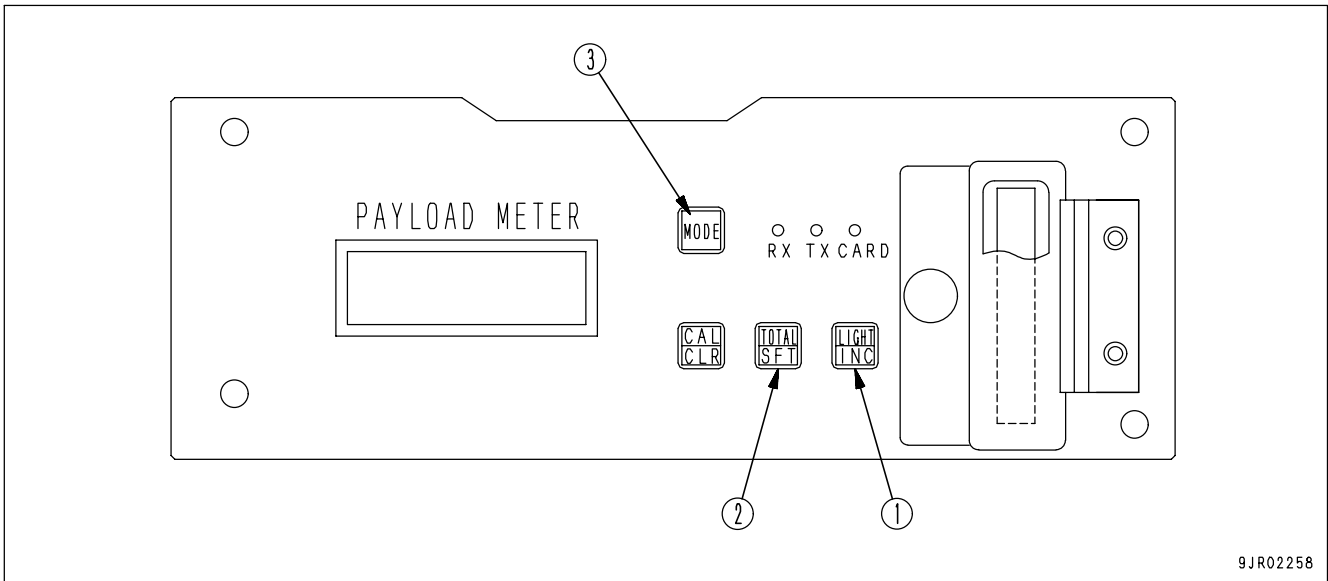 3
PAYLOAD METER
MODE
RX TX CARD
CAL
CLR
TOTAL
SFT
LIGHT
INC
2
1
9JR02258